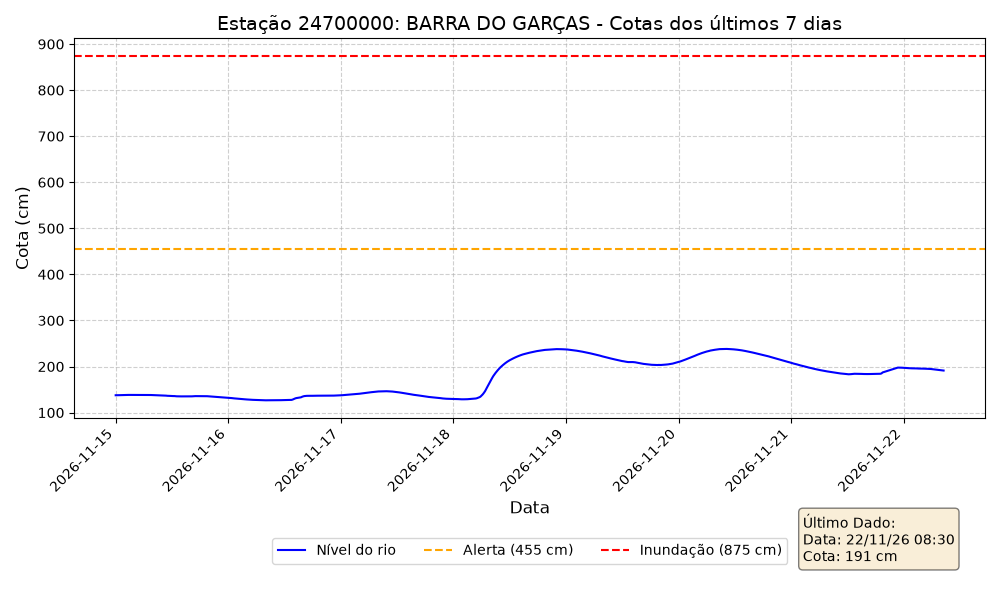 Estação 24700000: BARRA DO GARÇAS - Cotas dos últimos 7 dias
Cota (cm)
900
800
700
600
500
400
300
200
100
2026-11-15
2026-11-16
2026-11-17
2026-11-18
2026-11-19
2026-11-20
2026-11-21
2026-11-22
Data
Nível do rio
Alerta (455 cm)
Inundação (875 cm)
Último Dado:
Data: 22/11/26 08:30
Cota: 191 cm